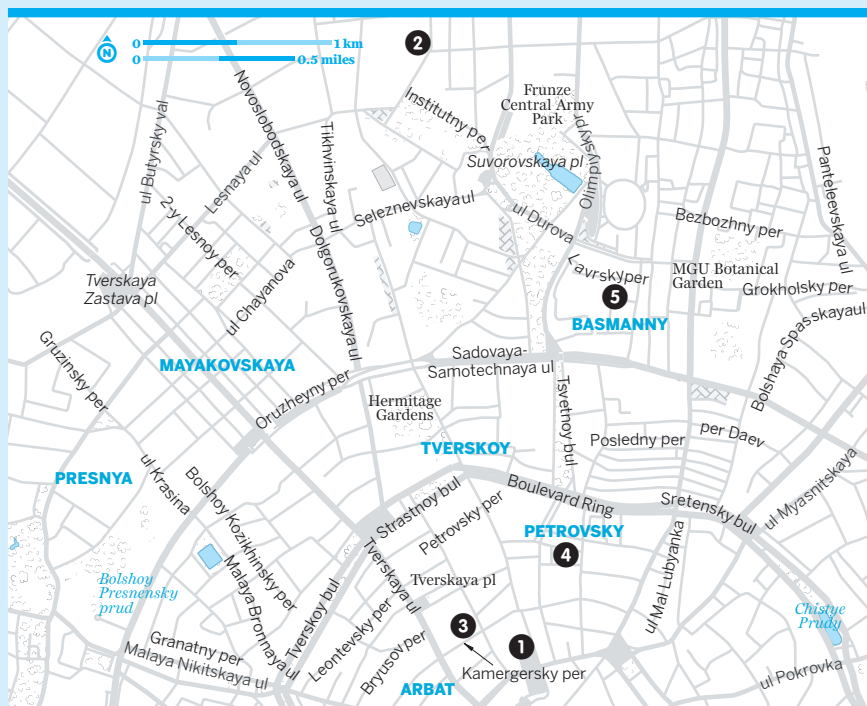 0
1 km
N
0
0.5 miles
2
Novoslobodskaya ul
ul Butyrsky val
Tikhvinskaya ul
Institutny per
Frunze
Central Army
Park
Olimpiysky pr
Suvorovskaya pl
Panteleevskaya ul
Lesnaya ul
2-y Lesnoy per
Seleznevskaya ul
ul Durova
Bezbozhny per
Dolgorukovskaya ul
Lavrsky per
MGU Botanical
Garden
Grokholsky per
Tverskaya
Zastava pl
ul Chayanova
5
BASMANNY
Bolshaya Spasskaya ul
Gruzinsky per
MAYAKOVSKAYA
Sadovaya-
Samotechnaya ul
Oruzheyny per
Hermitage
Gardens
Tsvetnoy bul
Posledny per
per Daev
TVERSKOY
PRESNYA
ul Krasina
Bolshoy Kozikhinsky per
Strastnoy bul
Petrovsky per
Boulevard Ring
Sretensky bul
ul Myasnitskaya
PETROVSKY
4
Malaya Bronnaya ul
Tverskaya ul
Tverskaya pl
ul Mal Lubyanka
Bolshoy
Presnensky
prud
Tverskoy bul
Leontevsky per
Chistye
Prudy
3
1
Granatny per
Malaya Nikitskaya ul
Bryusov per
Kamergersky per
ul Pokrovka
ARBAT